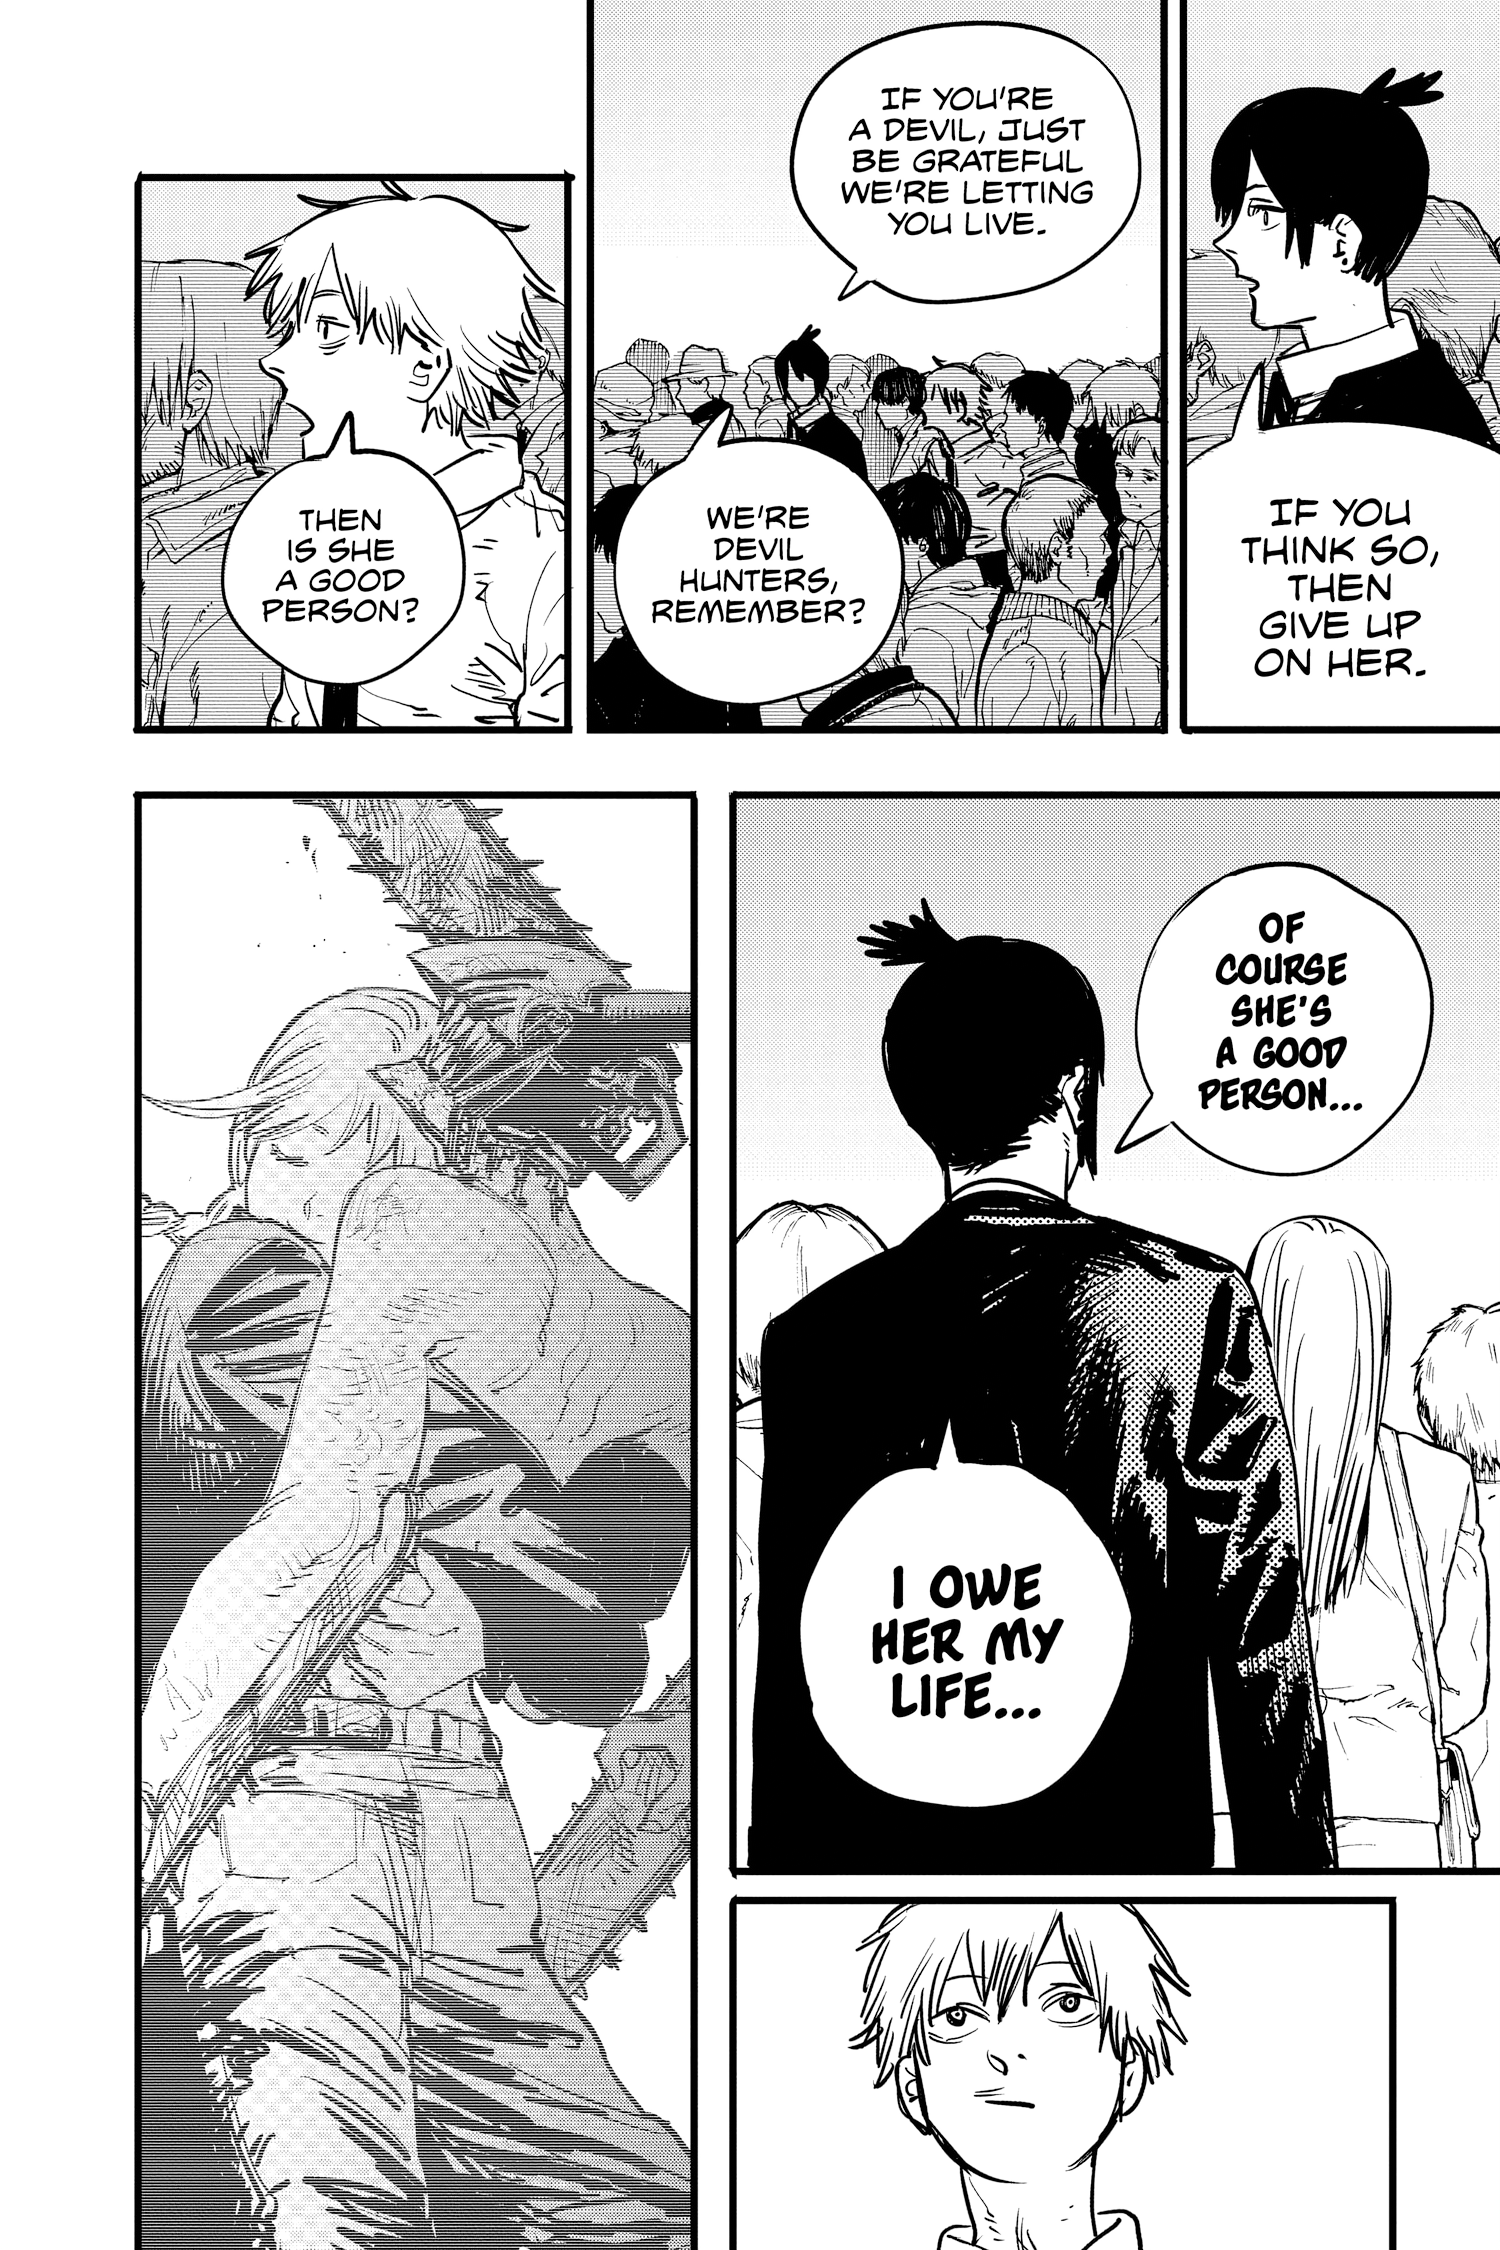 IF YOU
THINK SO,
THEN
GIVE UP
ON HER.
IF YOU'RE
A DEVIL, JUST
BE GRATEFUL
WE'RE LETTING
YOU LIVE.
WE'RE
DEVIL
HUNTERS,
REMEMBER?
THEN
IS SHE
A GOOD
PERSON?
OF
COURSE
SHE'S
A GOOD
PERSON...
I OWE
HER MY
LIFE...